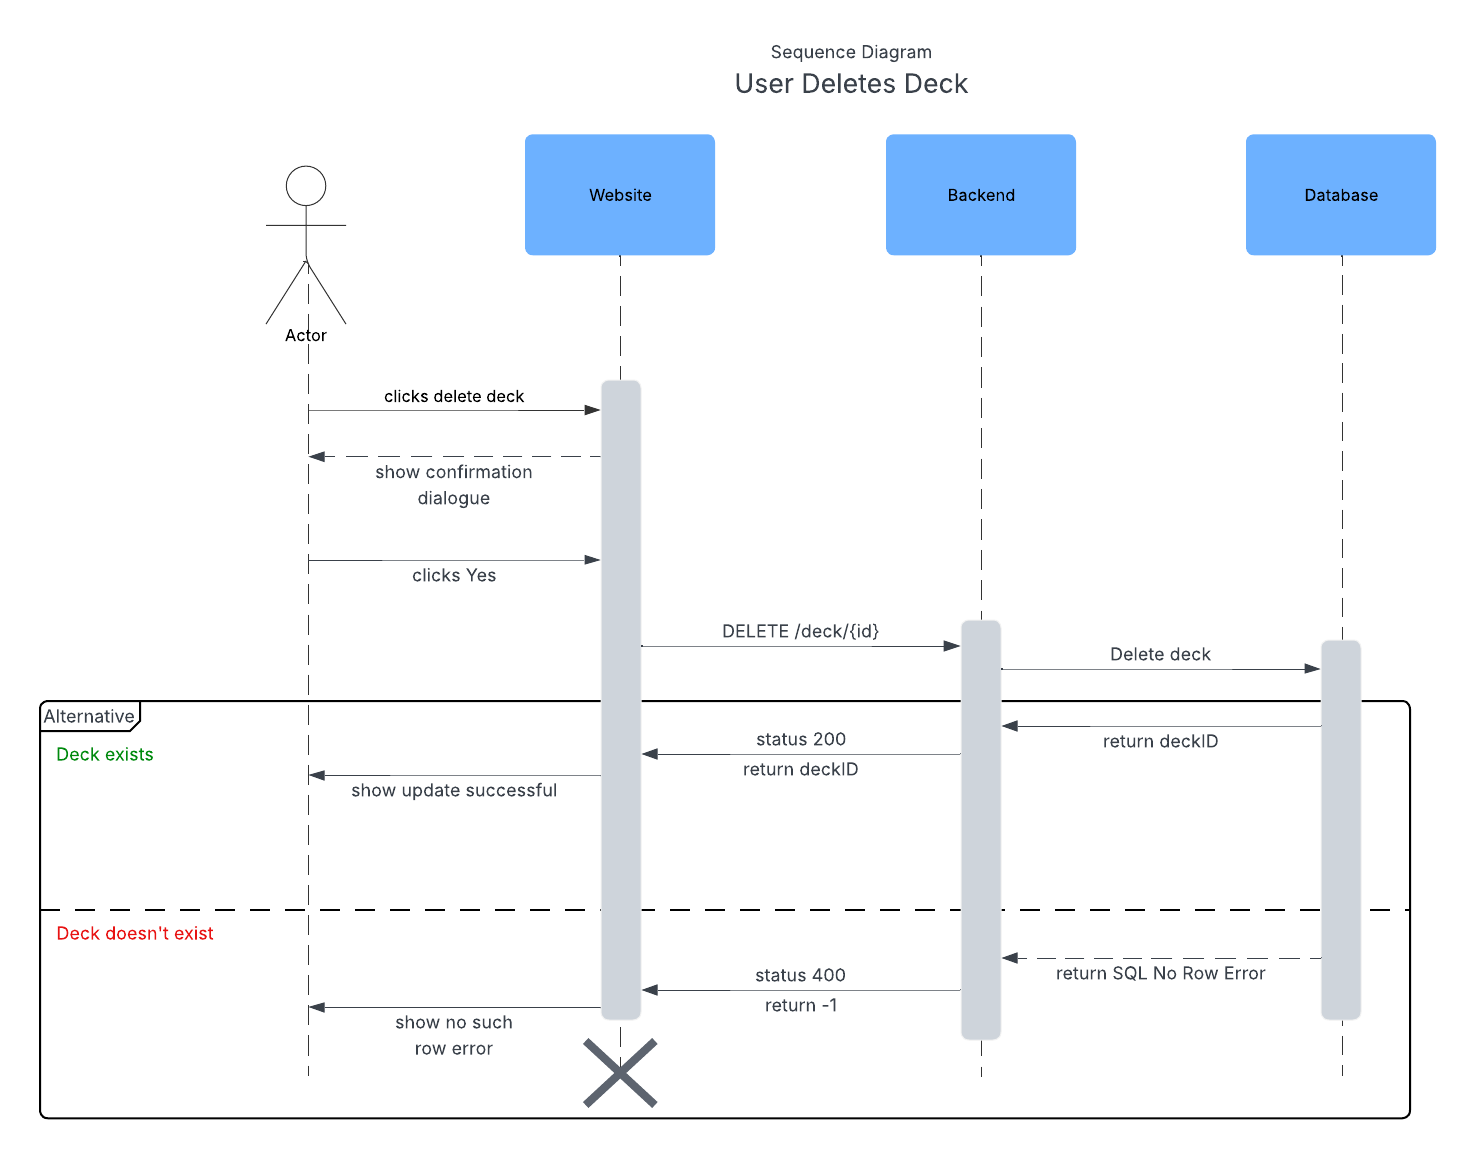 Sequence Diagram
User Deletes Deck
Website
Backend
Database
Actor
clicks delete deck
show confirmation
dialogue
clicks Yes
DELETE /deck/{id}
Delete deck
Alternative
Deck exists
return deckID
status 200
return deckID
show update successful
Deck doesn't exist
return SQL No Row Error
status 400
return -1
show no such
row error